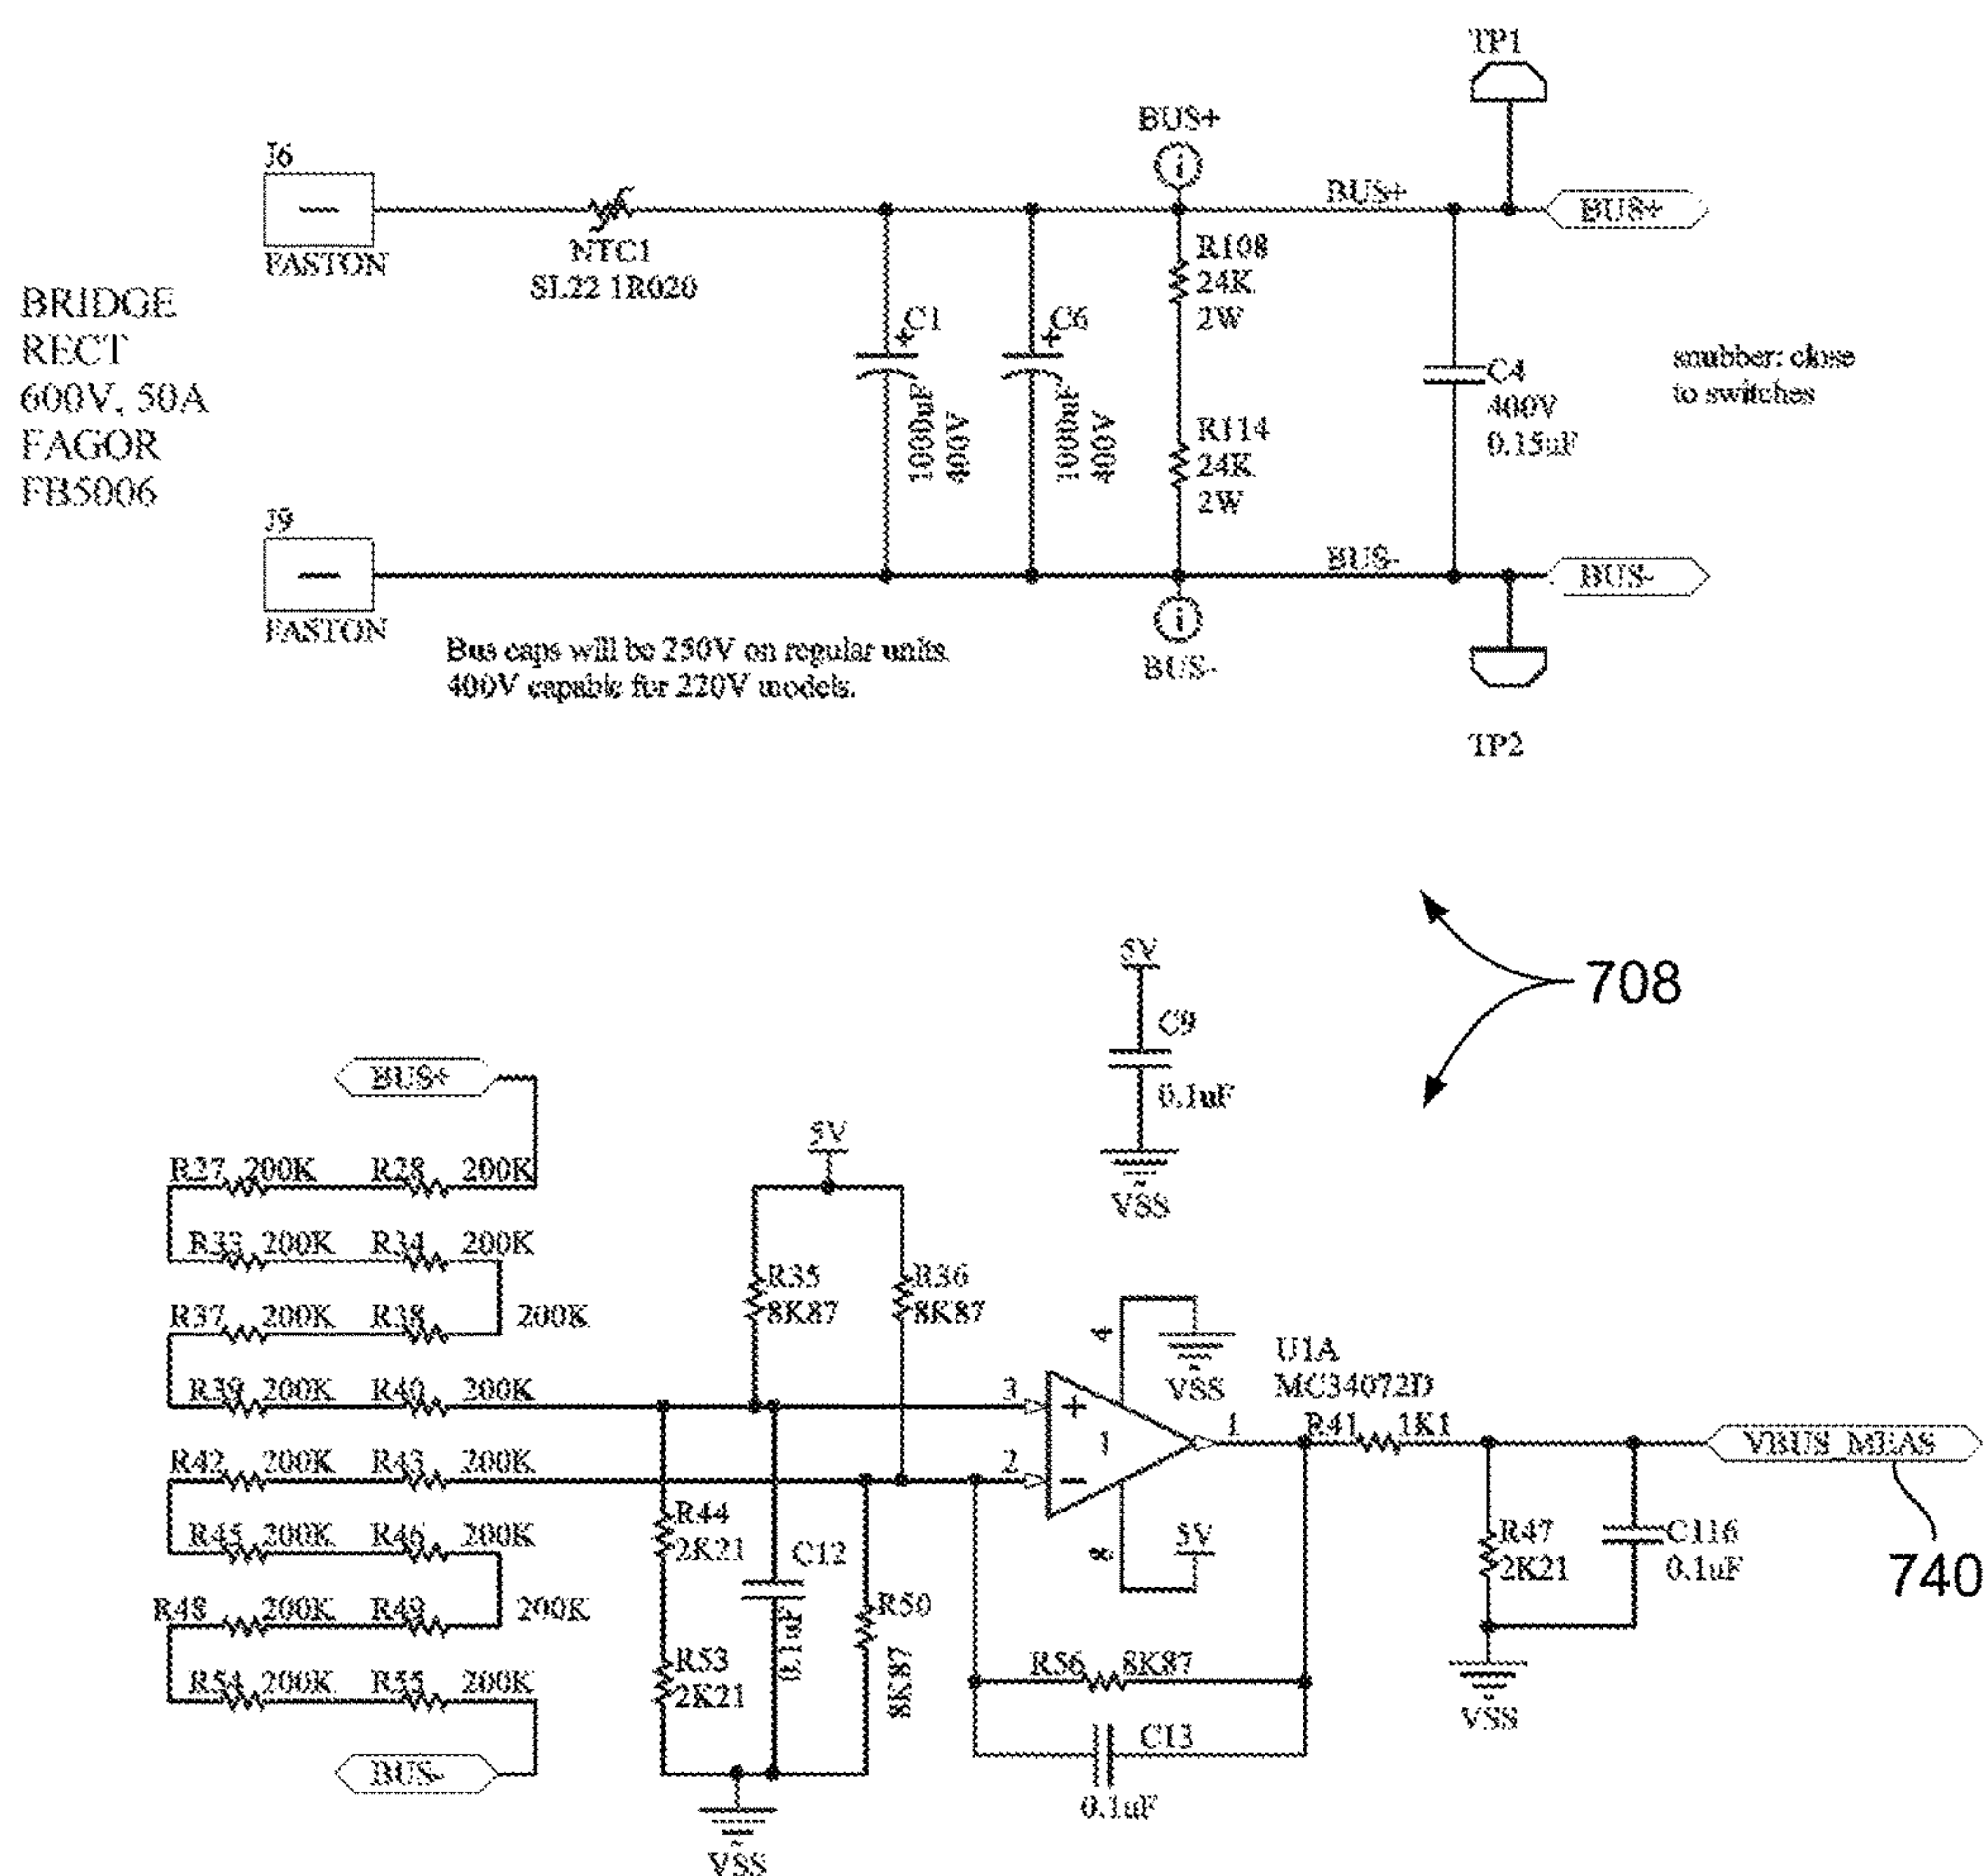 TP1
BUS+
J6
BUS+
BUS+
FASTON
NTC1
SL22 1R020
R108
24K
2W
BRIDGE
RECT
600V, 50A
FAGOR
FB5006
C1
1000uF
400V
C6
1000uF
400V
C4
400V
0.15uF
snubber: close
to switches
R114
24K
2W
J9
BUS-
BUS-
FASTON
Bus caps will be 250V on regular units.
400V capable for 220V models.
BUS-
TP2
5V
708
C9
0.1uF
VSS
BUS+
5V
R27 200K R28 200K
R33 200K R34 200K
R37 200K R38 200K
R39 200K R40 200K
R42 200K R43 200K
R45 200K R46 200K
R48 200K R49 200K
R54 200K R55 200K
BUS-
R35
8K87
R36
8K87
4
VSS
U1A
MC34072D
3
+
1
2
-
1
8
5V
R41 1K1
VBUS_MEAS
740
R44
2K21
C12
0.1uF
R50
8K87
R53
2K21
R56 8K87
C13
0.1uF
R47
2K21
C116
0.1uF
VSS
VSS